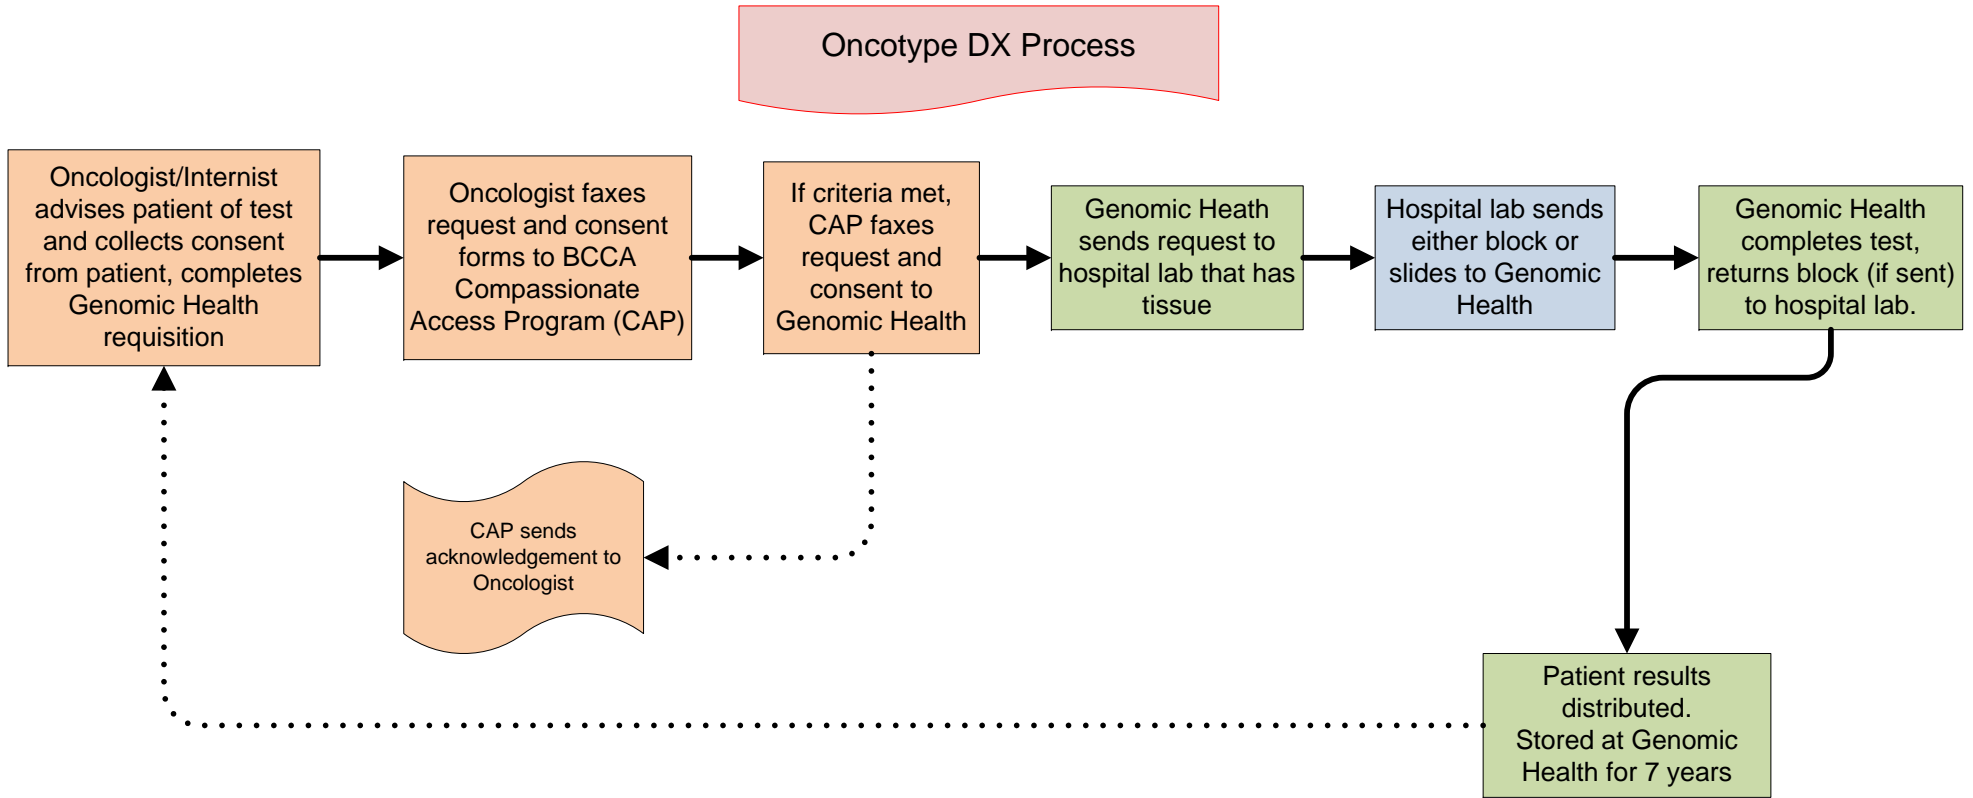 Oncotype DX Process
Oncologist/Internist
advises patient of test
and collects consent
from patient, completes
Genomic Health
requisition
Oncologist faxes
request and consent
forms to BCCA
Compassionate
Access Program (CAP)
If criteria met,
CAP faxes
request and
consent to
Genomic Health
Genomic Heath
sends request to
hospital lab that has
tissue
Hospital lab sends
either block or
slides to Genomic
Health
Genomic Health
completes test,
returns block (if sent)
to hospital lab.
CAP sends
acknowledgement to
Oncologist
Patient results
distributed.
Stored at Genomic
Health for 7 years